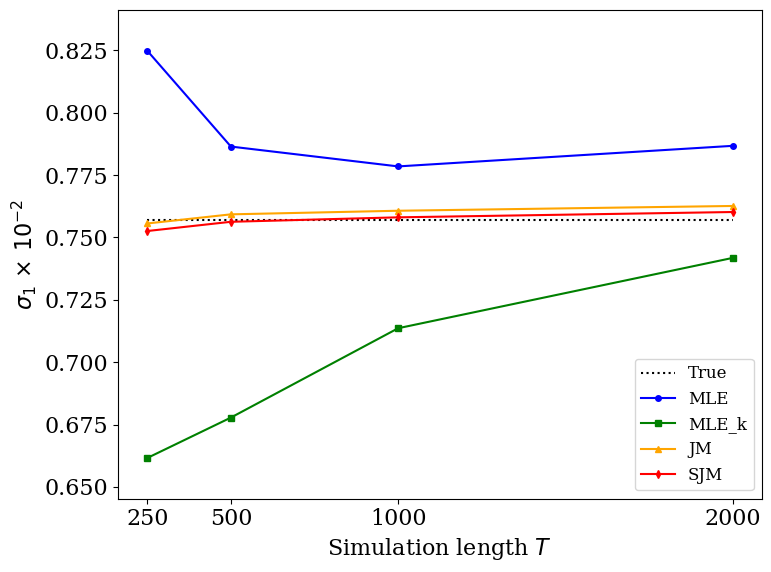 0.825
0.800
0.775
0.750
0.725
0.700
0.675
0.650
σ₁ × 10⁻²
250 500 1000 2000
Simulation length T
True
MLE
MLE_k
JM
SJM